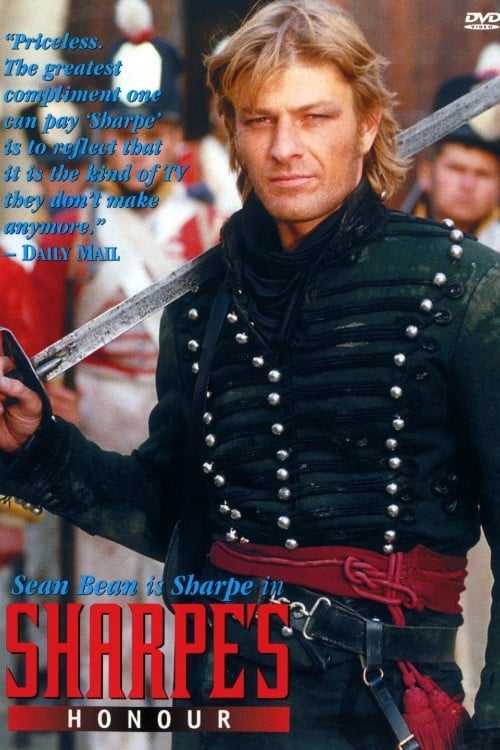 DVD
VIDEO
"Priceless.
The greatest
compliment one
can pay 'Sharpe'
is to reflect that
it is the kind of TV
they don't make
anymore."
– DAILY MAIL
Sean Bean is Sharpe in
SHARPE'S
HONOUR